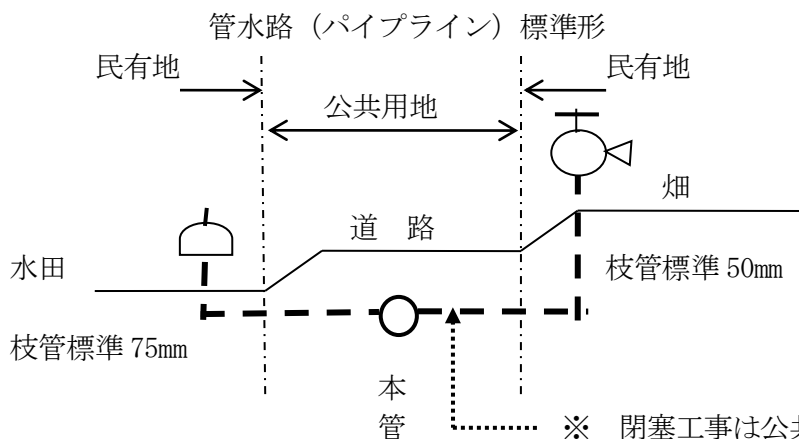 管水路（パイプライン）標準形
民有地
民有地
公共用地
畑
道　路
水田
枝管標準 50mm
枝管標準 75mm
本
管
※　閉塞工事は公共